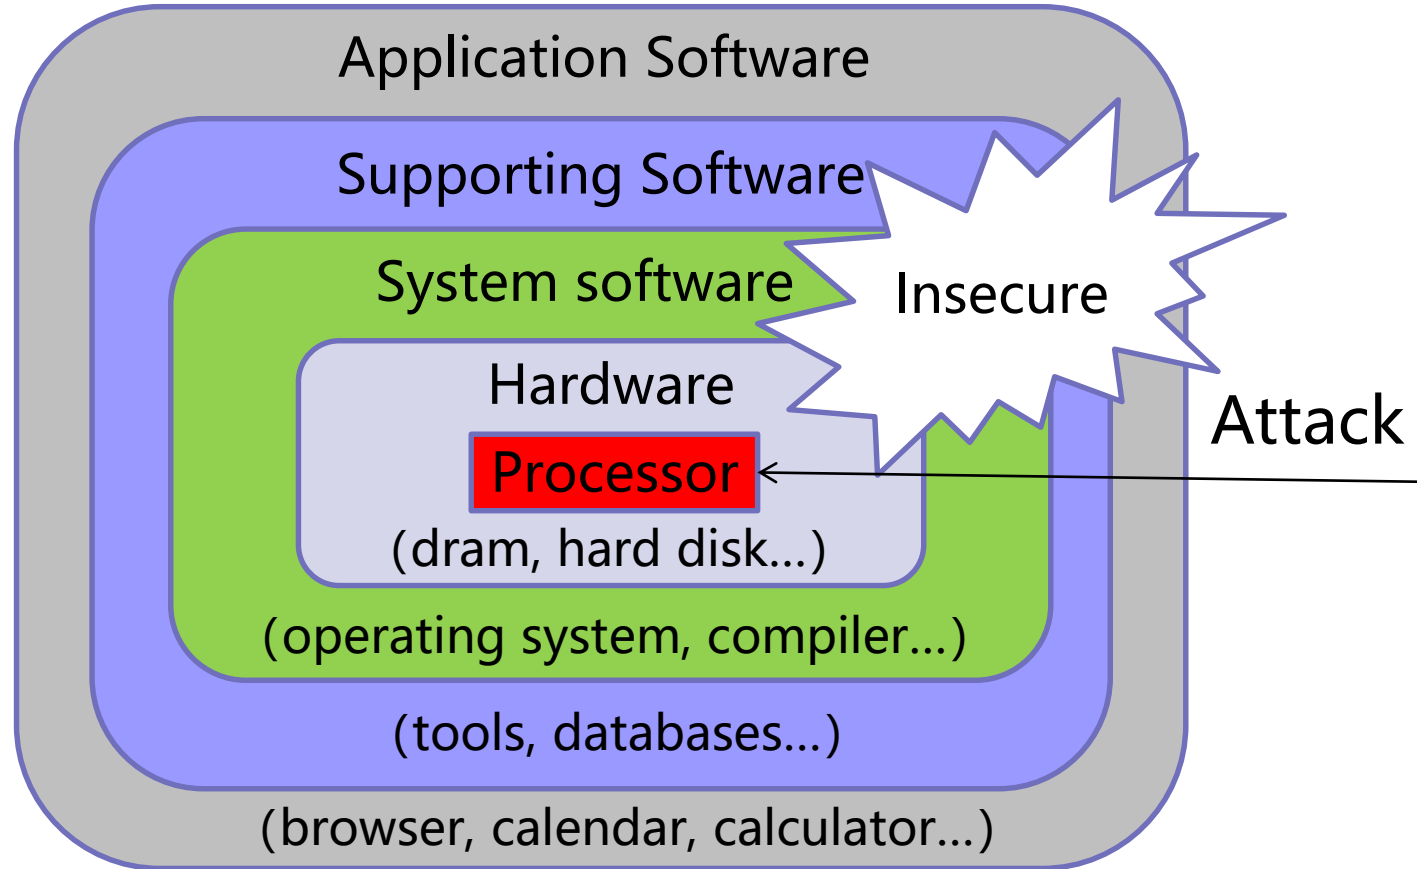 Application Software
Supporting Software
System software
Insecure
Hardware
Attack
Processor
(dram, hard disk...)
(operating system, compiler...)
(tools, databases...)
(browser, calendar, calculator...)